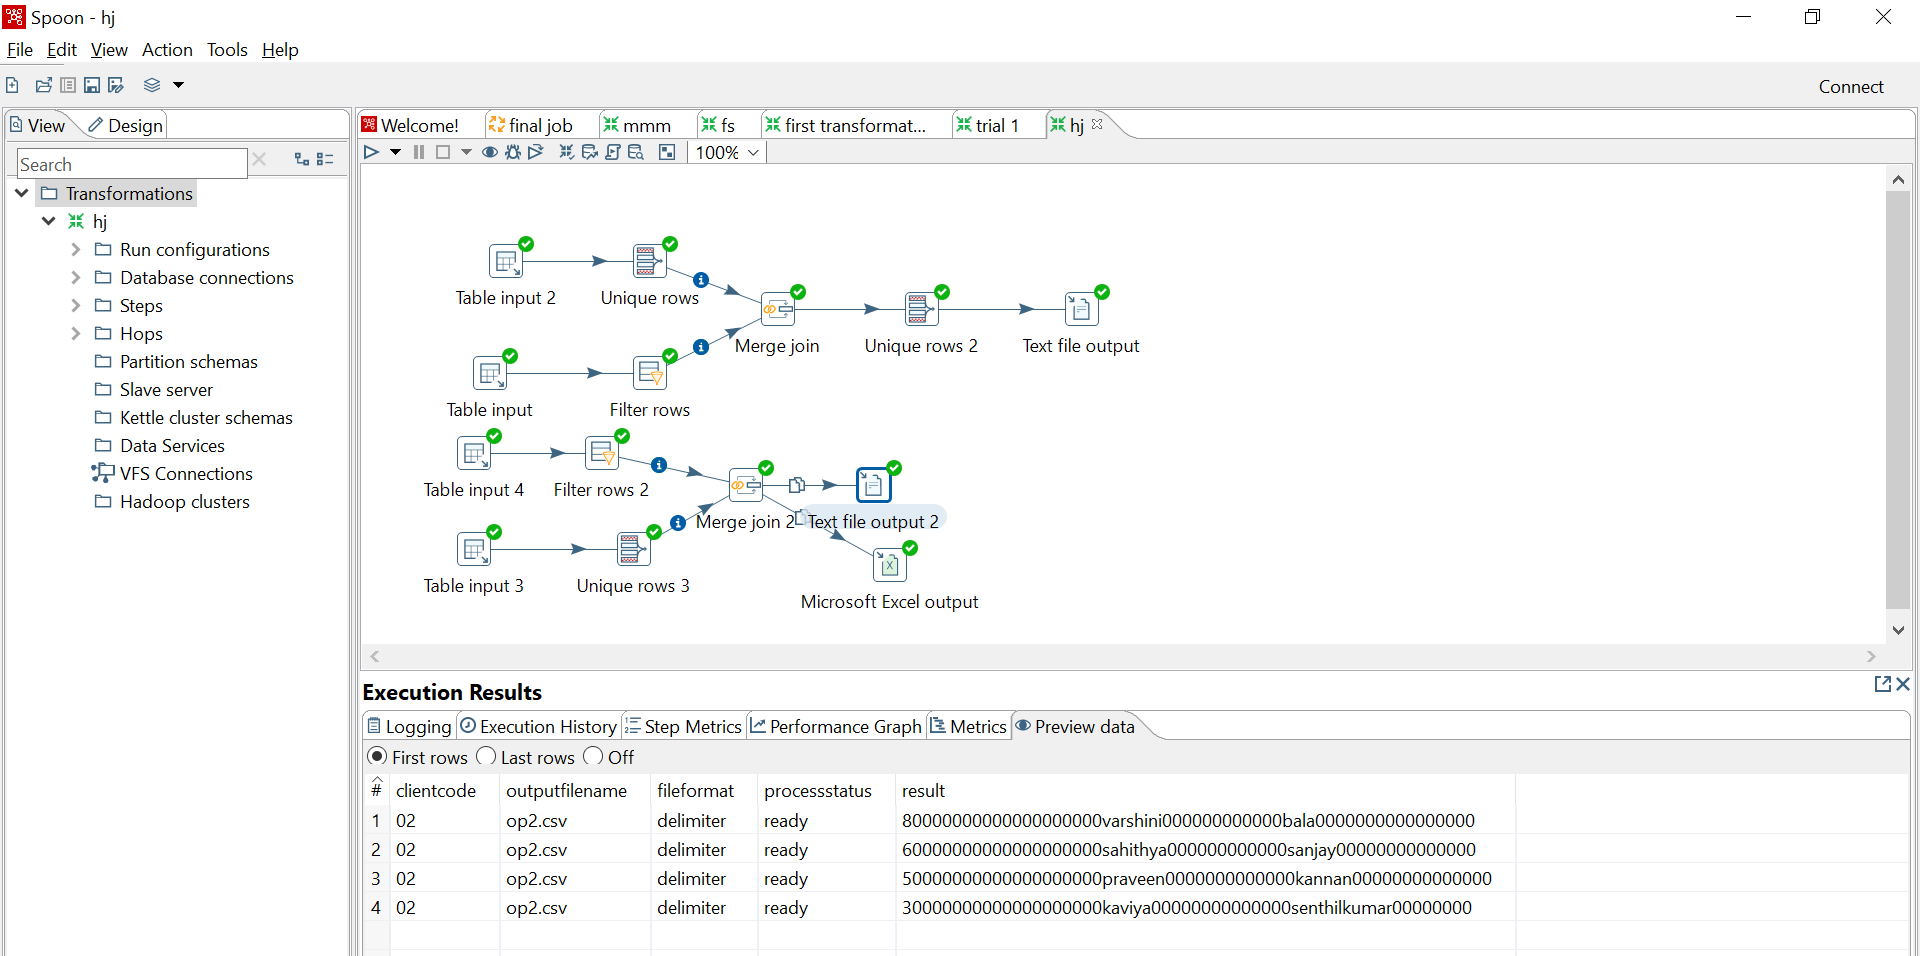 Spoon - hj
File Edit View Action Tools Help
Connect
View Design
Welcome! final job mmm fs first transformat... trial 1 hj
Search
100%
Transformations
hj
Run configurations
Database connections
Steps
Hops
Partition schemas
Slave server
Kettle cluster schemas
Data Services
VFS Connections
Hadoop clusters
Table input 2 Unique rows
Merge join Unique rows 2 Text file output
Table input Filter rows
Table input 4 Filter rows 2
Merge join 2 Text file output 2
Table input 3 Unique rows 3
Microsoft Excel output
Execution Results
Logging Execution History Step Metrics Performance Graph Metrics Preview data
First rows Last rows Off
# clientcode outputfilename fileformat processstatus result
1 02 op2.csv delimiter ready 80000000000000000000varshini000000000000bala0000000000000000
2 02 op2.csv delimiter ready 60000000000000000000sahithya000000000000sanjay00000000000000
3 02 op2.csv delimiter ready 50000000000000000000praveen0000000000000kannan00000000000000
4 02 op2.csv delimiter ready 30000000000000000000kaviya00000000000000senthilkumar00000000